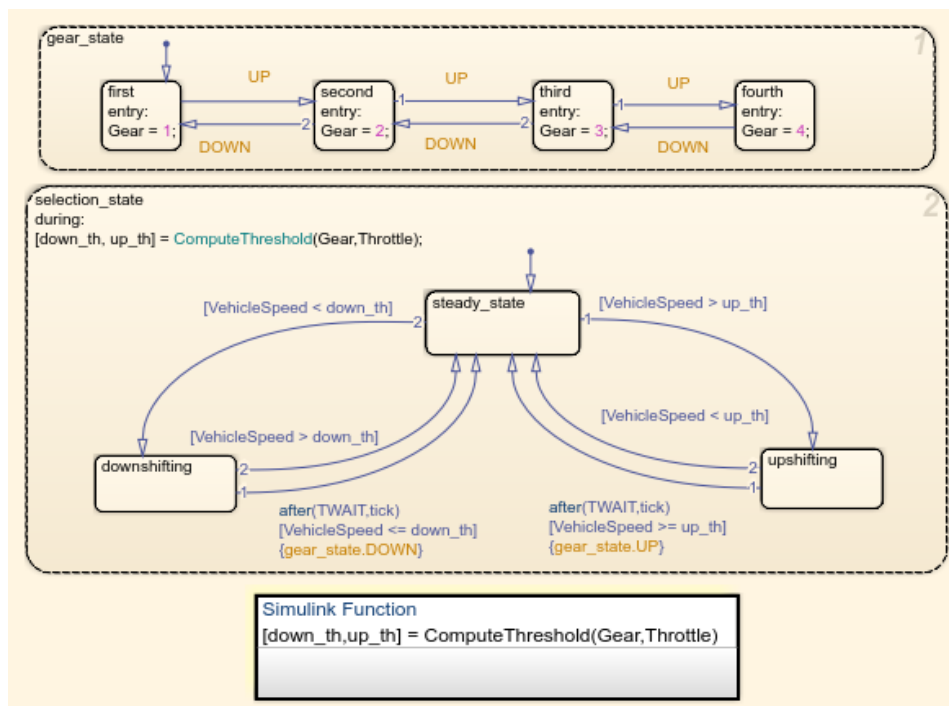 gear_state
1
first
entry:
Gear = 1;
UP
second
entry:
Gear = 2;
1
UP
third
entry:
Gear = 3;
1
UP
fourth
entry:
Gear = 4;
2
DOWN
2
DOWN
DOWN
selection_state
2
during:
[down_th, up_th] = ComputeThreshold(Gear,Throttle);
[VehicleSpeed < down_th]
2
steady_state
1
[VehicleSpeed > up_th]
[VehicleSpeed > down_th]
[VehicleSpeed < up_th]
downshifting
2
1
upshifting
2
1
after(TWAIT,tick)
[VehicleSpeed <= down_th]
{gear_state.DOWN}
after(TWAIT,tick)
[VehicleSpeed >= up_th]
{gear_state.UP}
Simulink Function
[down_th,up_th] = ComputeThreshold(Gear,Throttle)